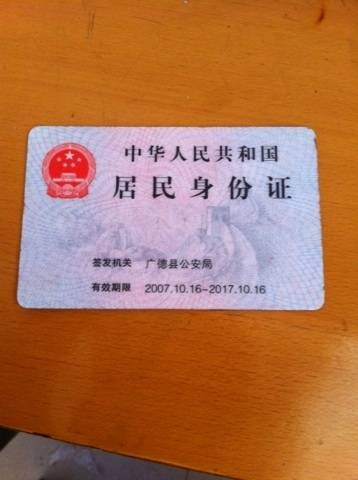 中华人民共和国
居民身份证
签发机关 广德县公安局
有效期限 2007.10.16-2017.10.16